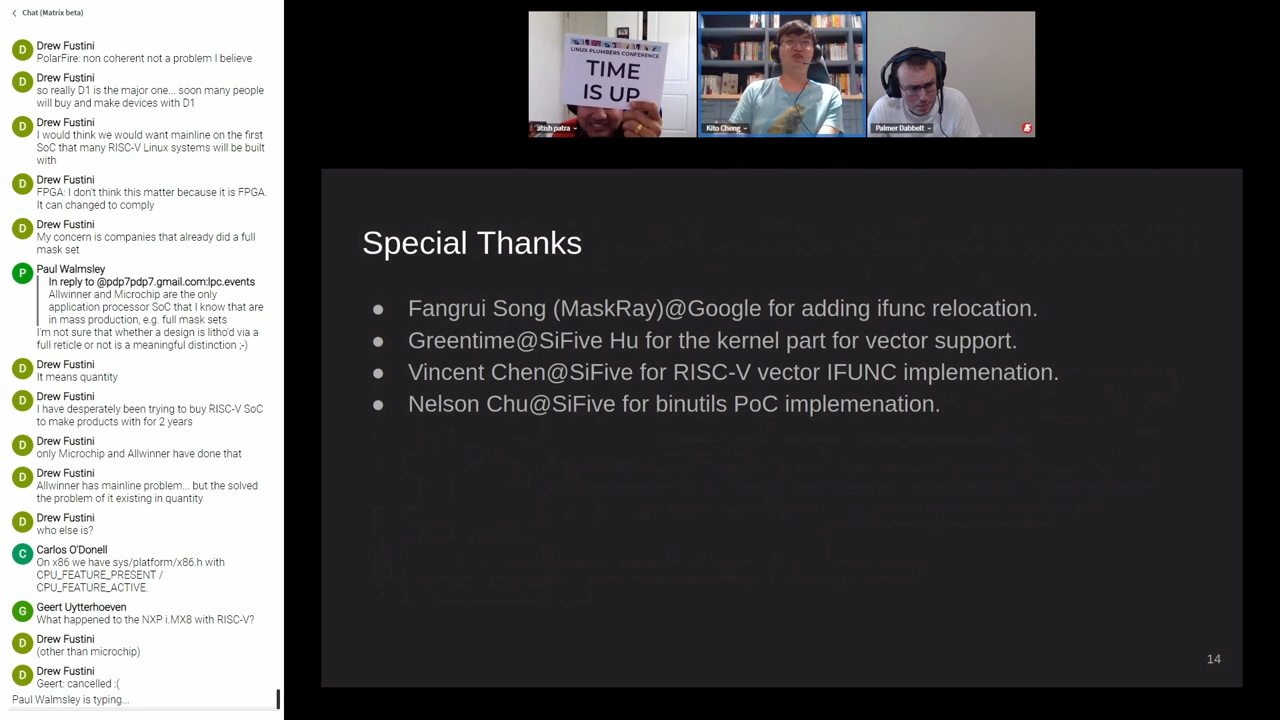 Chat (Matrix beta)
Drew Fustini
PolarFire: non coherent not a problem I believe
Drew Fustini
so really D1 is the major one... soon many people
will buy and make devices with D1
Drew Fustini
I would think we would want mainline on the first
SoC that many RISC-V Linux systems will be built
with
Drew Fustini
FPGA: I don't think this matter because it is FPGA.
It can changed to comply
Drew Fustini
My concern is companies that already did a full
mask set
Paul Walmsley
In reply to @pdp7pdp7.gmail.com:lpc.events
Allwinner and Microchip are the only
application processor SoC that I know that are
in mass production, e.g. full mask sets
I'm not sure that whether a design is litho'd via a
full reticle or not is a meaningful distinction ;-)
Drew Fustini
It means quantity
Drew Fustini
I have desperately been trying to buy RISC-V SoC
to make products with for 2 years
Drew Fustini
only Microchip and Allwinner have done that
Drew Fustini
Allwinner has mainline problem... but the solved
the problem of it existing in quantity
Drew Fustini
who else is?
Carlos O'Donell
On x86 we have sys/platform/x86.h with
CPU_FEATURE_PRESENT /
CPU_FEATURE_ACTIVE.
Geert Uytterhoeven
What happened to the NXP i.MX8 with RISC-V?
Drew Fustini
(other than microchip)
Drew Fustini
Geert: cancelled :(
Paul Walmsley is typing...
LINUX PLUMBERS CONFERENCE
TIME
IS UP
atish patra
Kito Cheng
Palmer Dabbelt
Special Thanks
● Fangrui Song (MaskRay)@Google for adding ifunc relocation.
● Greentime@SiFive Hu for the kernel part for vector support.
● Vincent Chen@SiFive for RISC-V vector IFUNC implemenation.
● Nelson Chu@SiFive for binutils PoC implemenation.
14